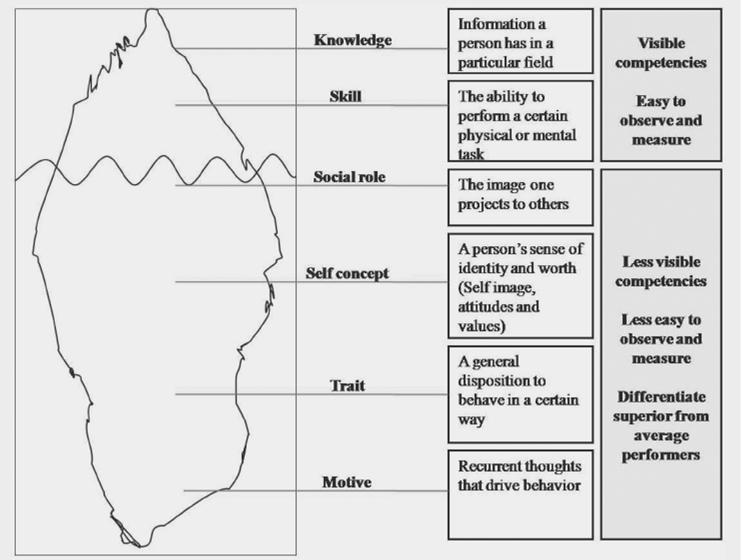 Knowledge
Information a
person has in a
particular field
Skill
The ability to
perform a certain
physical or mental
task
Social role
The image one
projects to others
Self concept
A person's sense of
identity and worth
(Self image,
attitudes and
values)
Trait
A general
disposition to
behave in a certain
way
Motive
Recurrent thoughts
that drive behavior
Visible
competencies
Easy to
observe and
measure
Less visible
competencies
Less easy to
observe and
measure
Differentiate
superior from
average
performers